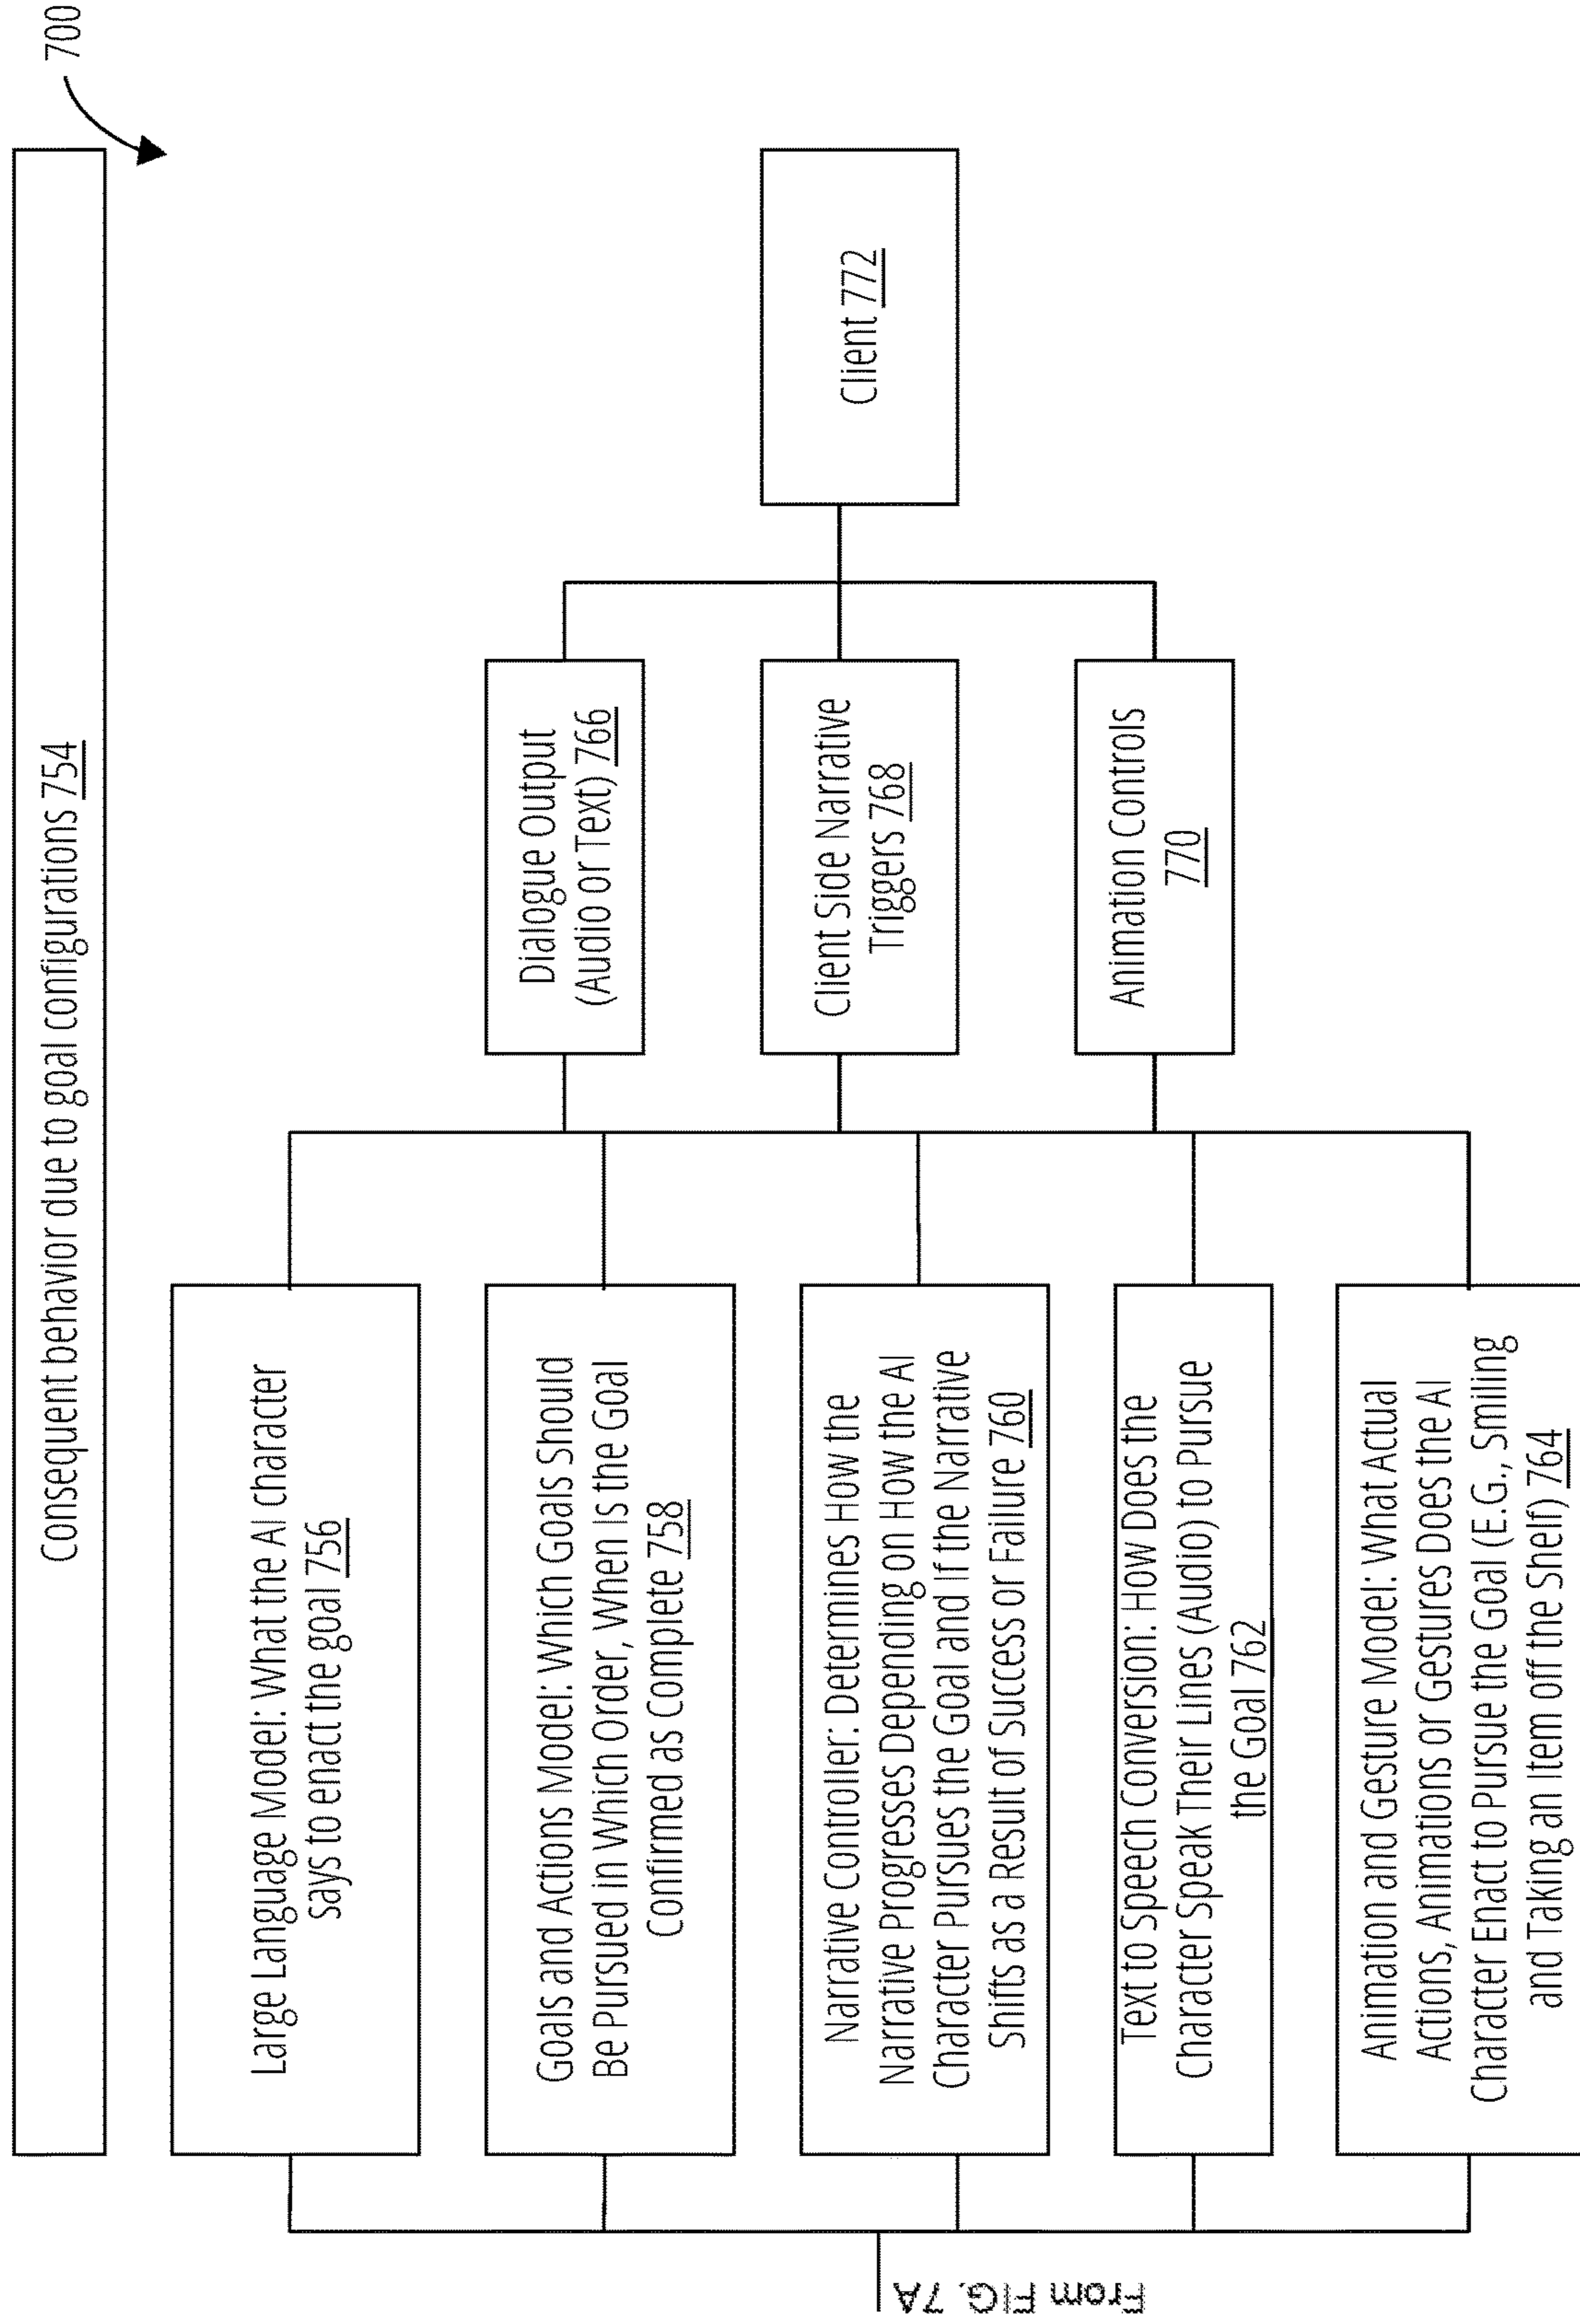 700
Consequent behavior due to goal configurations 754
Large Language Model: What the AI character
says to enact the goal 756
Goals and Actions Model: Which Goals Should
Be Pursued in Which Order, When Is the Goal
Confirmed as Complete 758
Narrative Controller: Determines How the
Narrative Progresses Depending on How the AI
Character Pursues the Goal and If the Narrative
Shifts as a Result of Success or Failure 760
Text to Speech Conversion: How Does the
Character Speak Their Lines (Audio) to Pursue
the Goal 762
Animation and Gesture Model: What Actual
Actions, Animations or Gestures Does the AI
Character Enact to Pursue the Goal (E.G., Smiling
and Taking an Item off the Shelf) 764
Dialogue Output
(Audio or Text) 766
Client Side Narrative
Triggers 768
Animation Controls
770
Client 772
From FIG. 7A